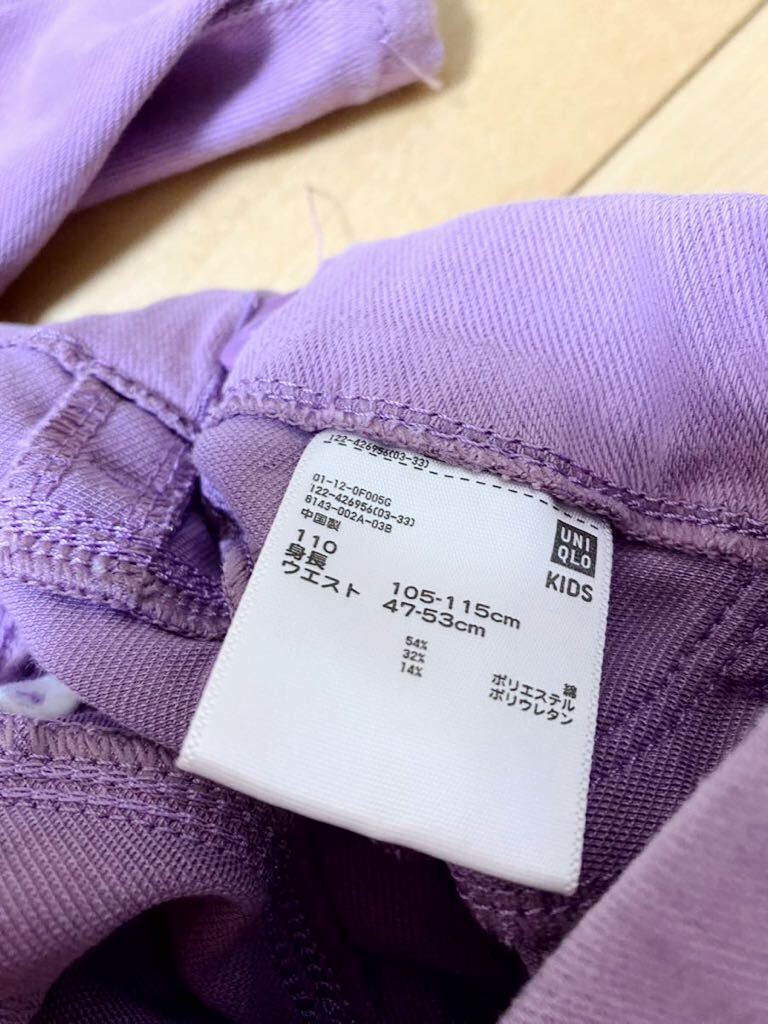 122-426956(03-33)
01-12-0F005G
122-426956(03-33)
8143-002A-03B
中国製
UNI
QLO
KIDS
110
身長 105-115cm
ウエスト 47-53cm
54% 綿
32% ポリエステル
14% ポリウレタン